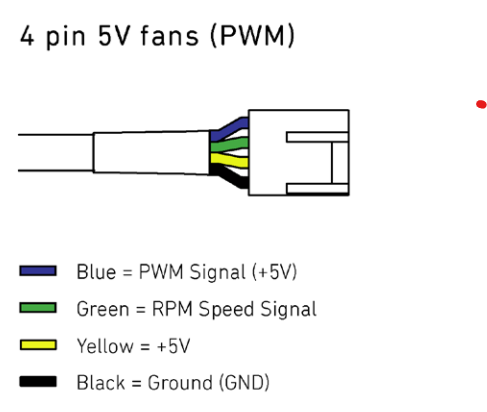 4 pin 5V fans (PWM)
Blue = PWM Signal (+5V)
Green = RPM Speed Signal
Yellow = +5V
Black = Ground (GND)